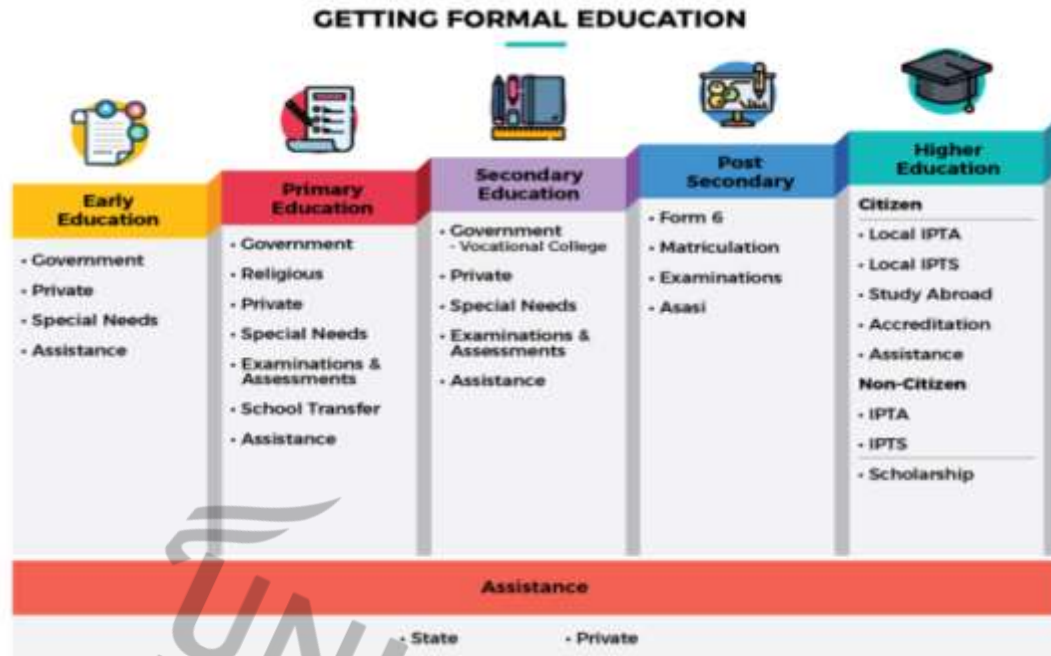 GETTING FORMAL EDUCATION
Early
Education
• Government
• Private
• Special Needs
• Assistance
Primary
Education
• Government
• Religious
• Private
• Special Needs
• Examinations &
Assessments
• School Transfer
• Assistance
Secondary
Education
• Government
- Vocational College
• Private
• Special Needs
• Examinations &
Assessments
• Assistance
Post
Secondary
• Form 6
• Matriculation
• Examinations
• Asasi
Higher
Education
Citizen
• Local IPTA
• Local IPTS
• Study Abroad
• Accreditation
• Assistance
Non-Citizen
• IPTA
• IPTS
• Scholarship
Assistance
• State
• Private